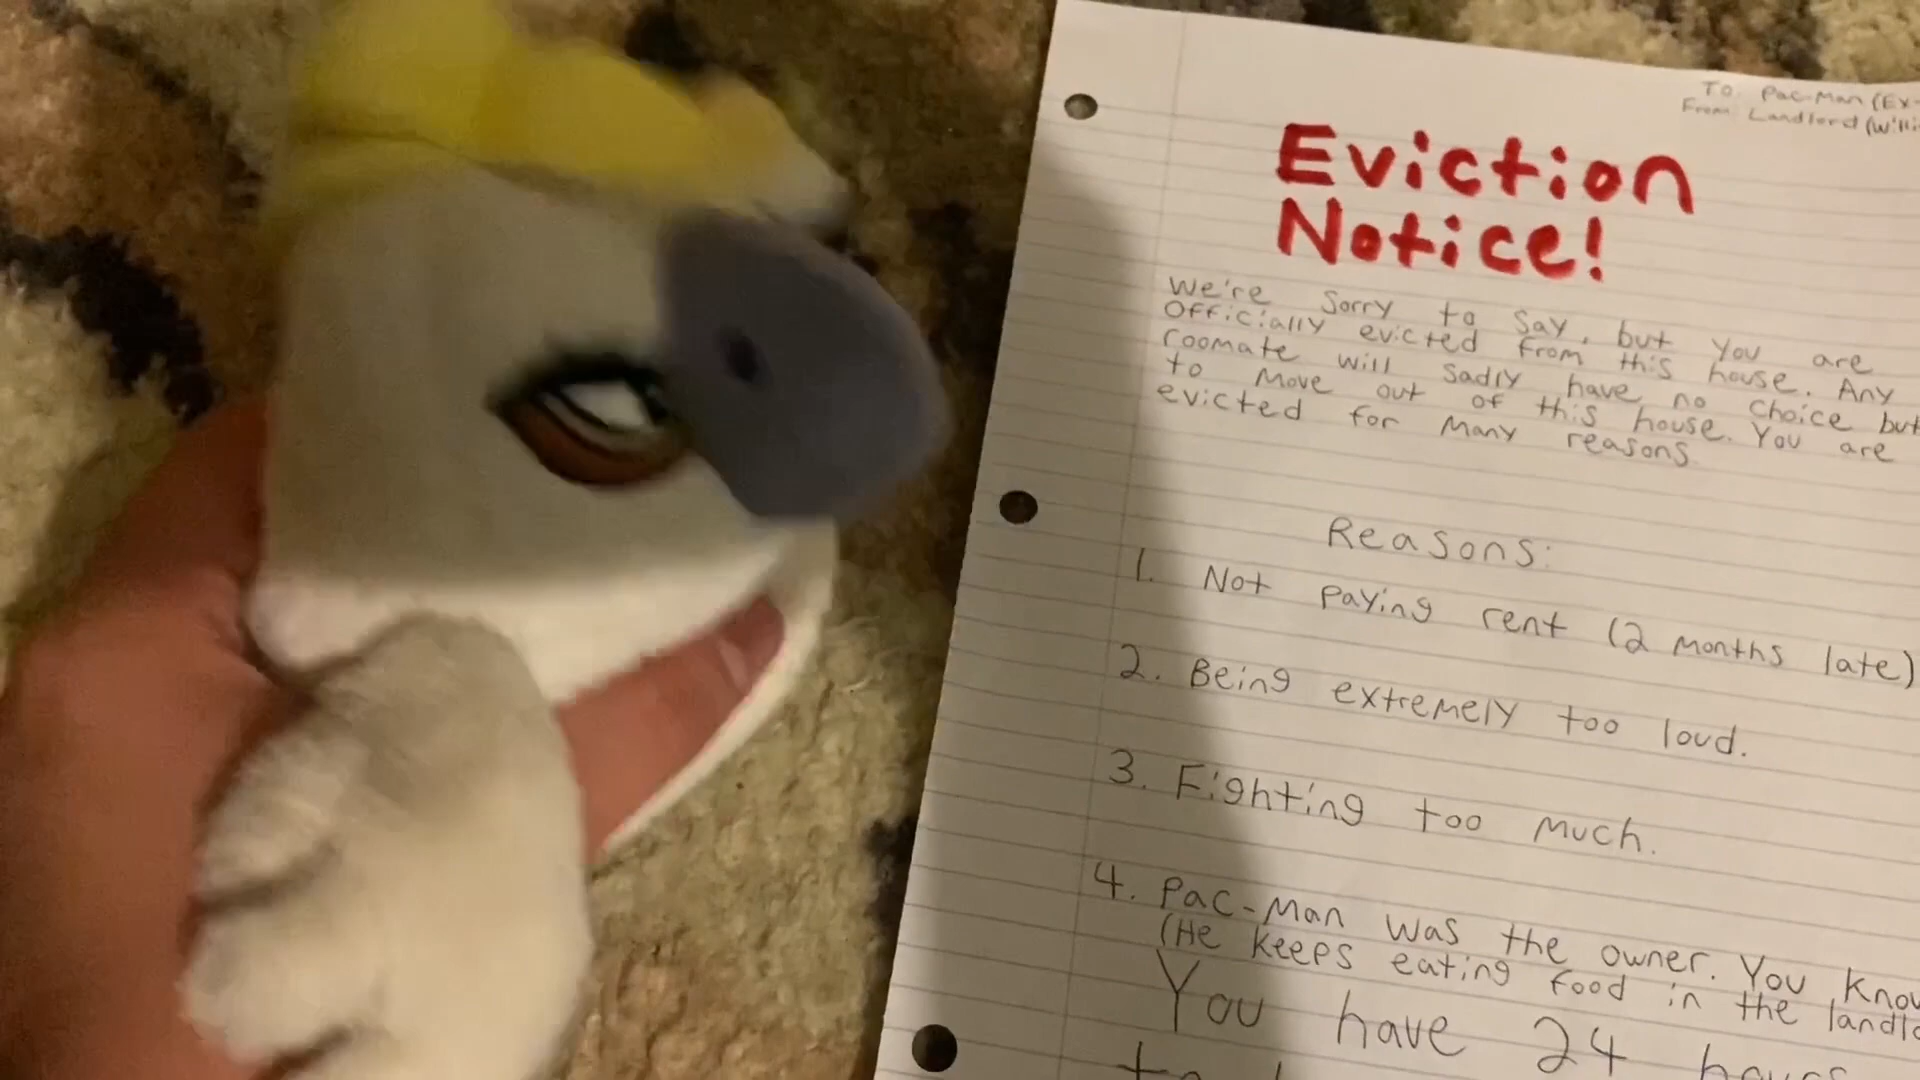 To Pac-Man (Ex-
From Landlord (Willi
Eviction
Notice!
We're sorry to say, but you are
officially evicted from this house. Any
roomate will sadly have no choice but
to move out of this house. You are
evicted for many reasons.
Reasons:
1. Not paying rent (2 months late)
2. Being extremely too loud.
3. Fighting too much.
4. Pac-Man was the owner. You know
(He keeps eating food in the landlo
You have 24 hours